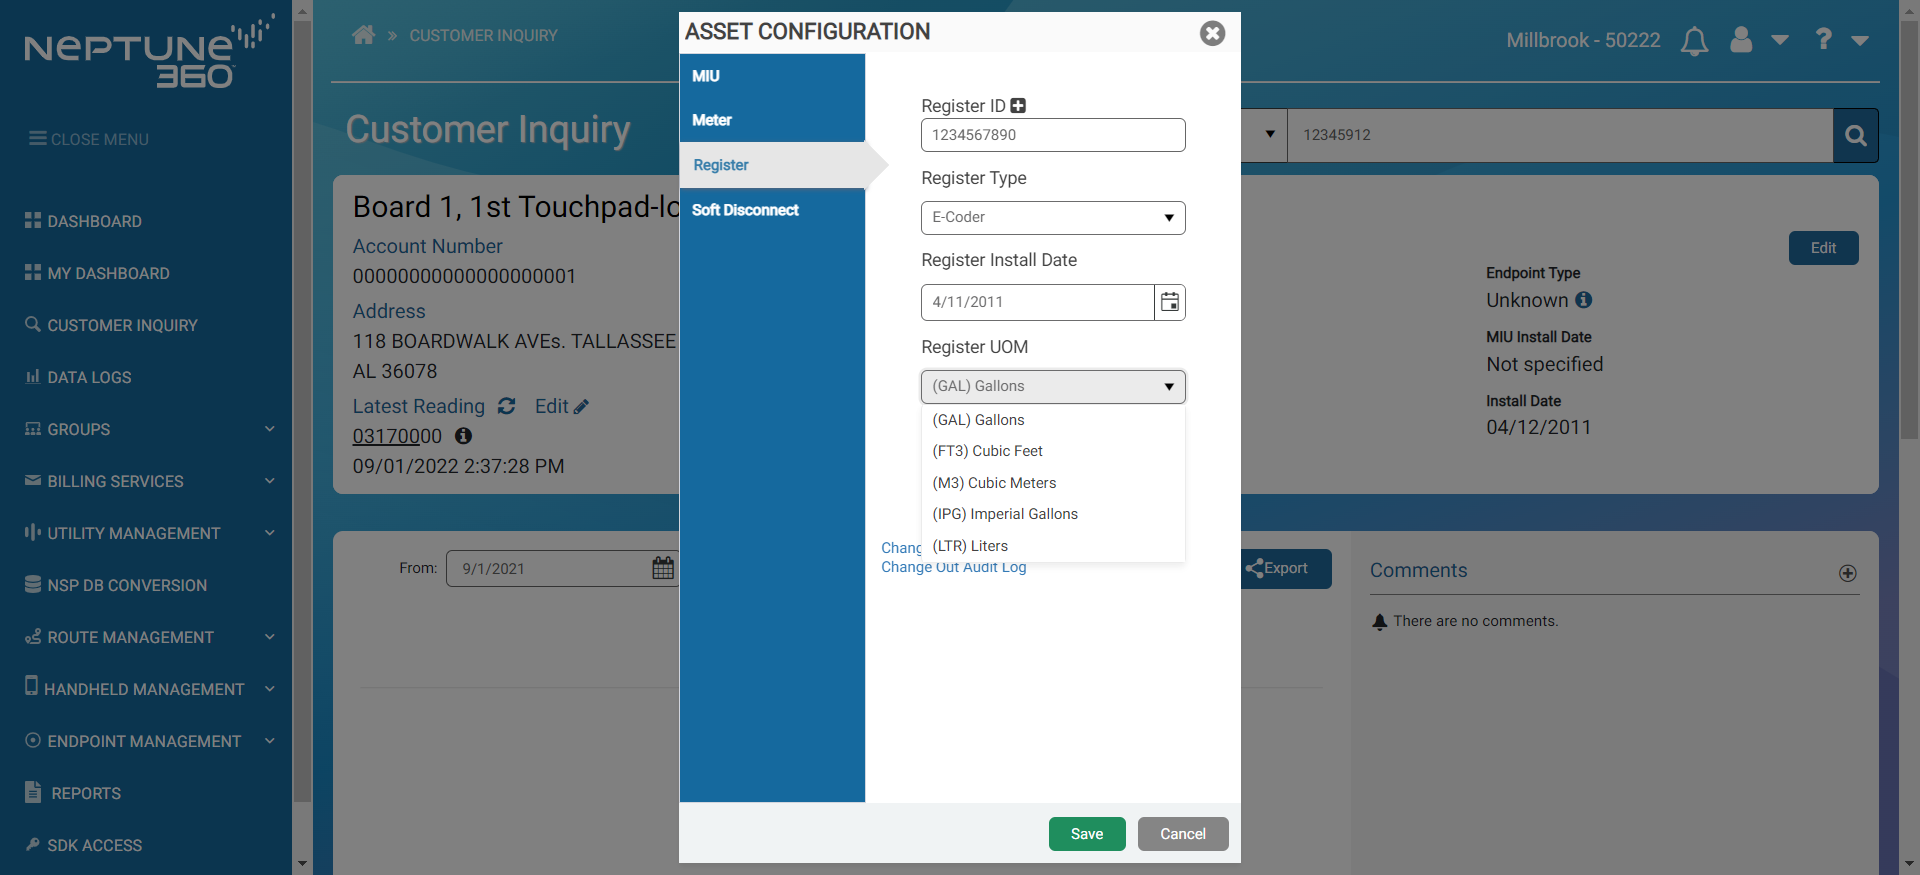 NEPTUNE
360
CLOSE MENU
DASHBOARD
MY DASHBOARD
CUSTOMER INQUIRY
DATA LOGS
GROUPS
BILLING SERVICES
UTILITY MANAGEMENT
NSP DB CONVERSION
ROUTE MANAGEMENT
HANDHELD MANAGEMENT
ENDPOINT MANAGEMENT
REPORTS
SDK ACCESS
» CUSTOMER INQUIRY
Millbrook - 50222
Customer Inquiry
12345912
Board 1, 1st Touchpad-lo
Account Number
00000000000000000001
Address
118 BOARDWALK AVEs. TALLASSEE
AL 36078
Latest Reading Edit
03170000
09/01/2022 2:37:28 PM
Edit
Endpoint Type
Unknown
MIU Install Date
Not specified
Install Date
04/12/2011
From: 9/1/2021
Export
Comments
There are no comments.
ASSET CONFIGURATION
MIU
Meter
Register
Soft Disconnect
Register ID
1234567890
Register Type
E-Coder
Register Install Date
4/11/2011
Register UOM
(GAL) Gallons
(GAL) Gallons
(FT3) Cubic Feet
(M3) Cubic Meters
(IPG) Imperial Gallons
(LTR) Liters
Chang
Change Out Audit Log
Save
Cancel